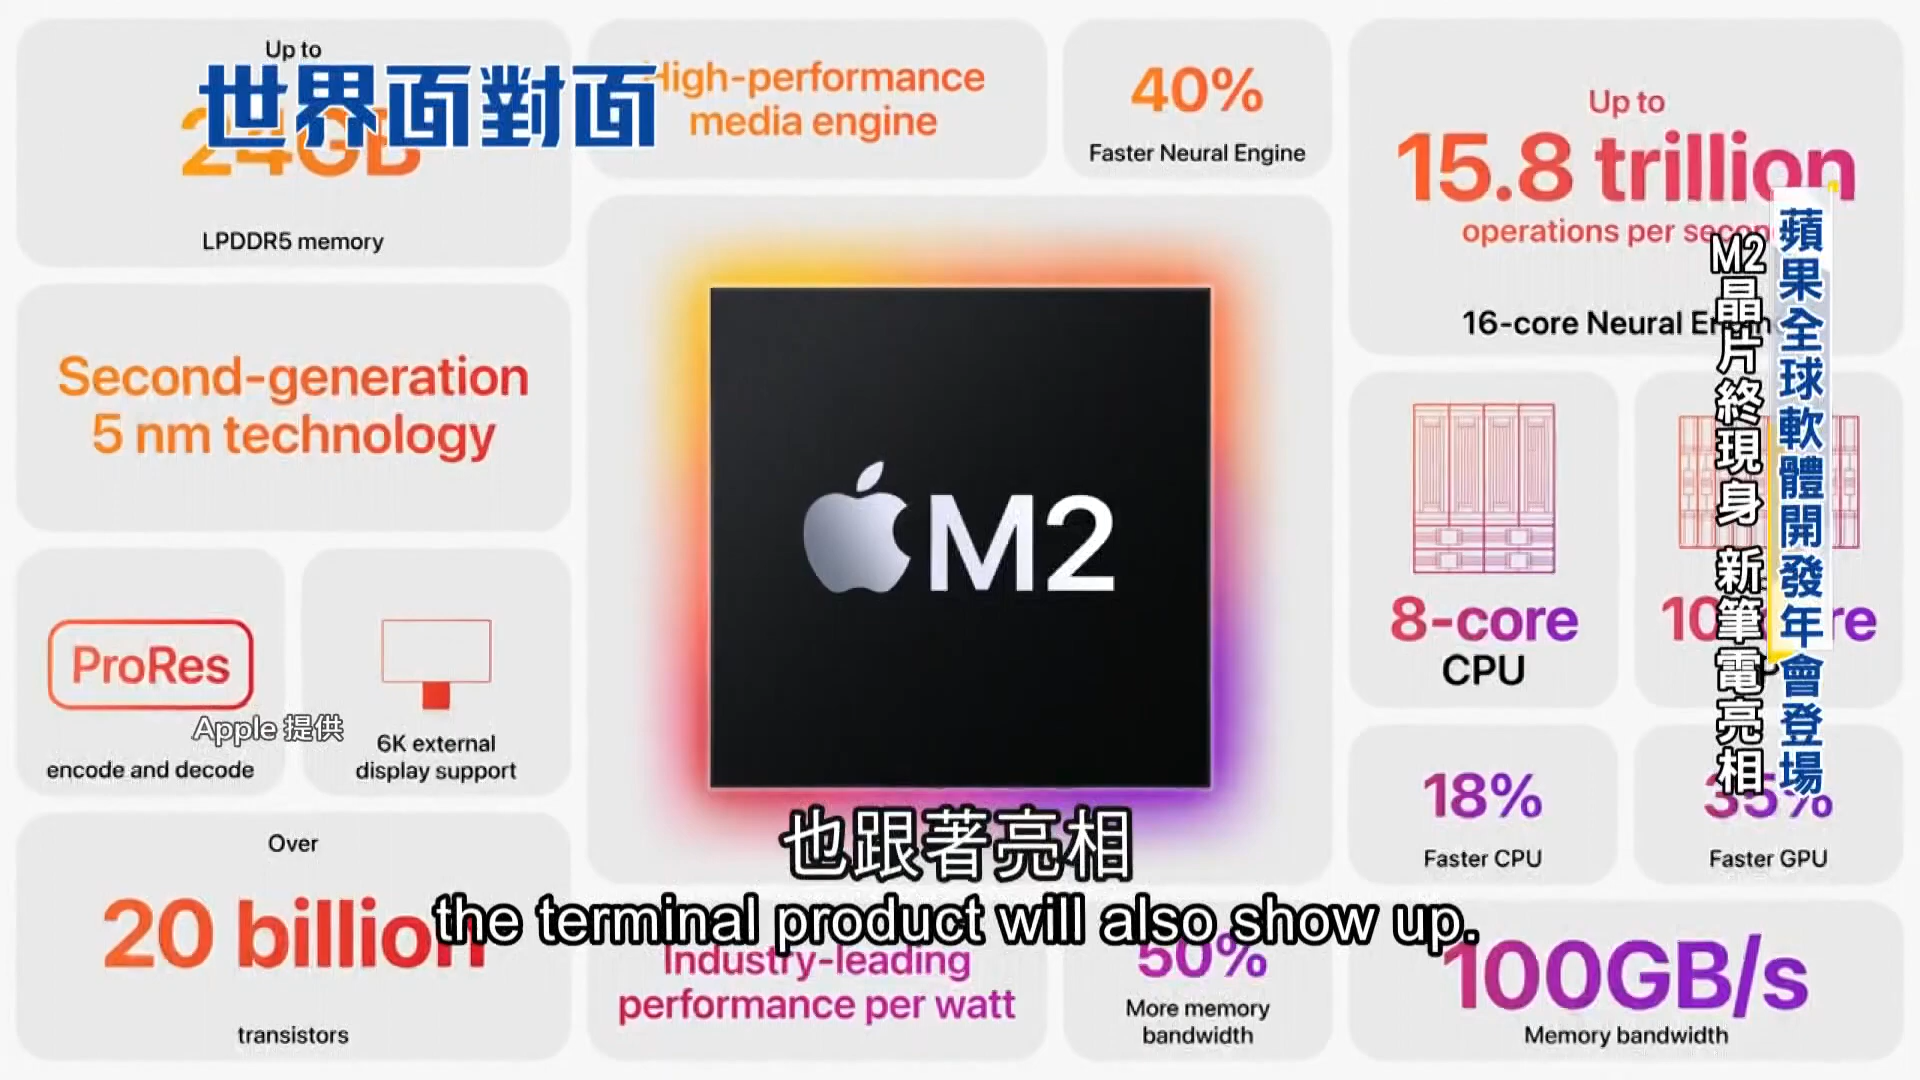 Up to
24GB
LPDDR5 memory
世界面對面
High-performance
media engine
40%
Faster Neural Engine
Up to
15.8 trillion
operations per second
16-core Neural Engine
Second-generation
5 nm technology
M2
8-core
CPU
10-core
ProRes
encode and decode
Apple 提供
6K external
display support
18%
Faster CPU
35%
Faster GPU
Over
20 billion
transistors
Industry-leading
performance per watt
50%
More memory
bandwidth
100GB/s
Memory bandwidth
蘋果全球軟體開發年會登場
M2晶片終現身 新筆電亮相
也跟著亮相
the terminal product will also show up.